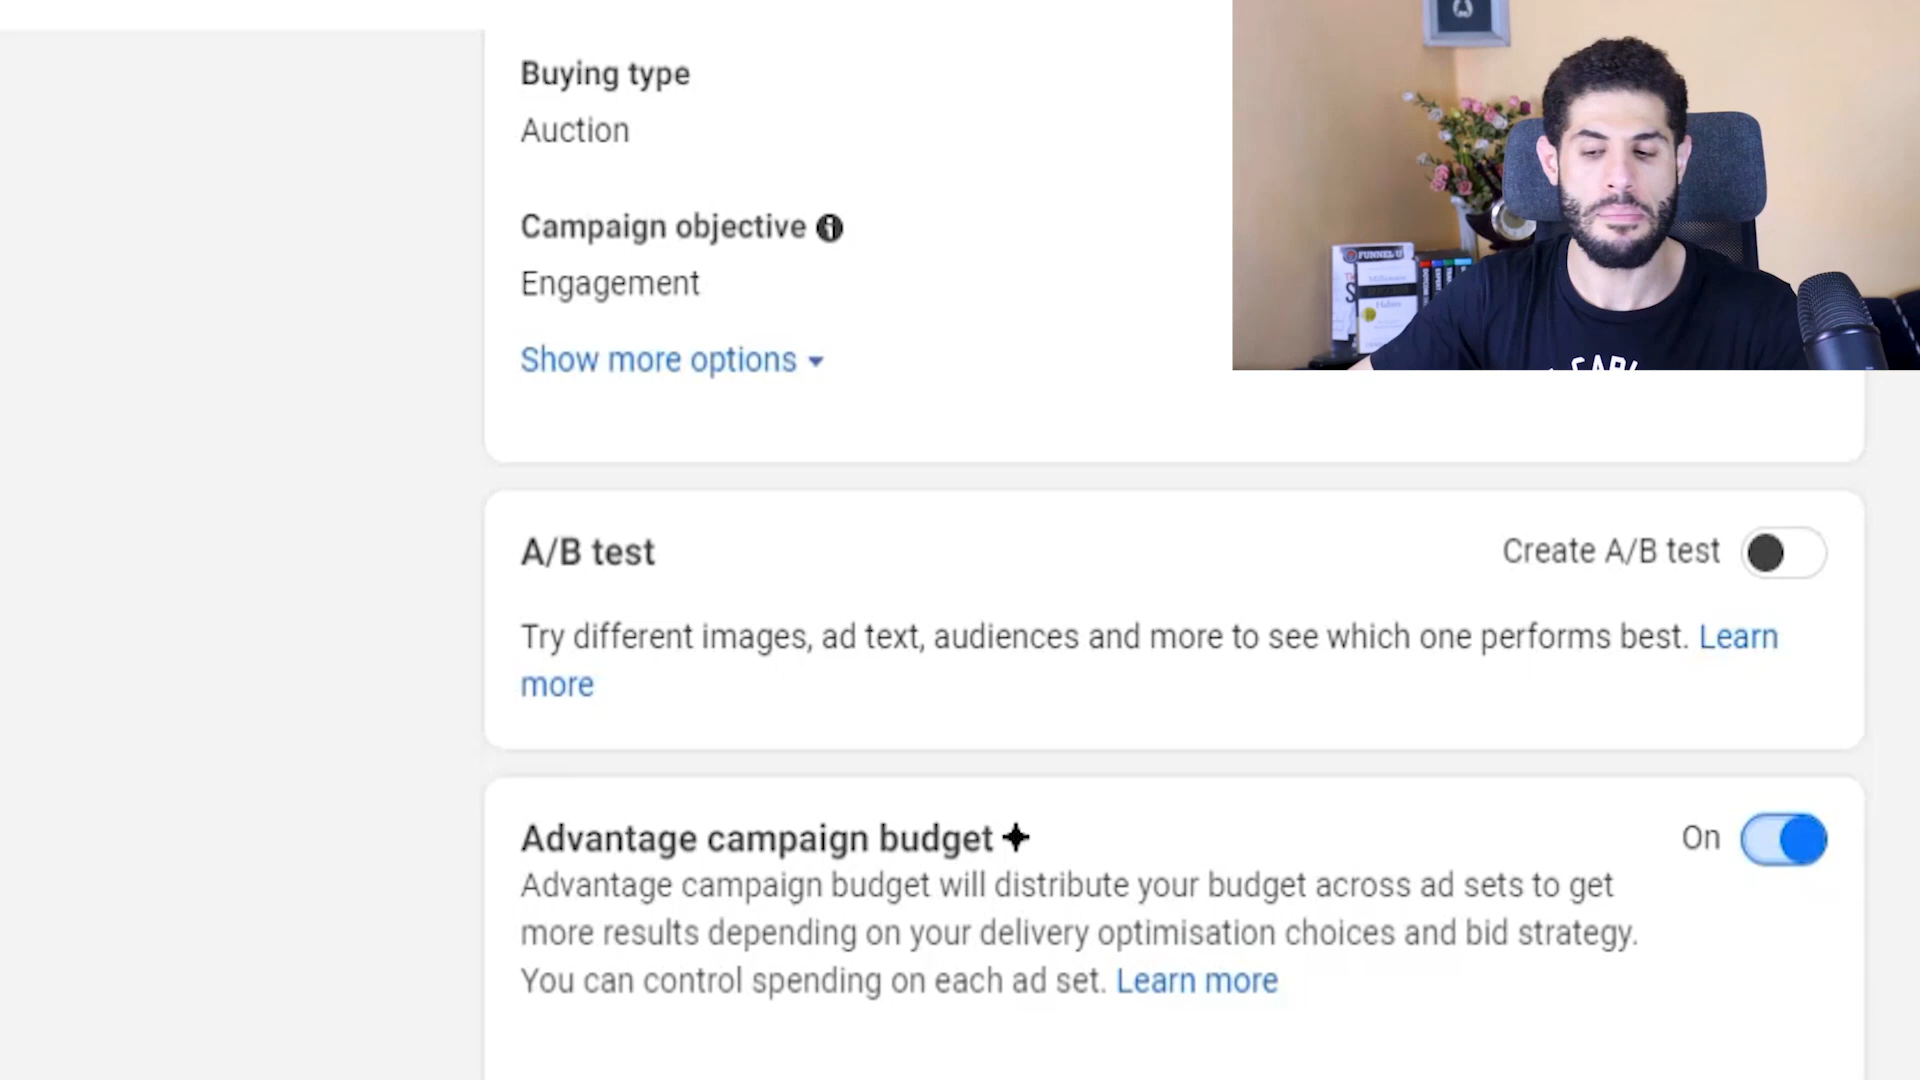 Buying type
Auction
Campaign objective
Engagement
Show more options
A/B test
Create A/B test
Try different images, ad text, audiences and more to see which one performs best. Learn
more
Advantage campaign budget
On
Advantage campaign budget will distribute your budget across ad sets to get
more results depending on your delivery optimisation choices and bid strategy.
You can control spending on each ad set. Learn more
FUNNEL U
Millionaire
Habits